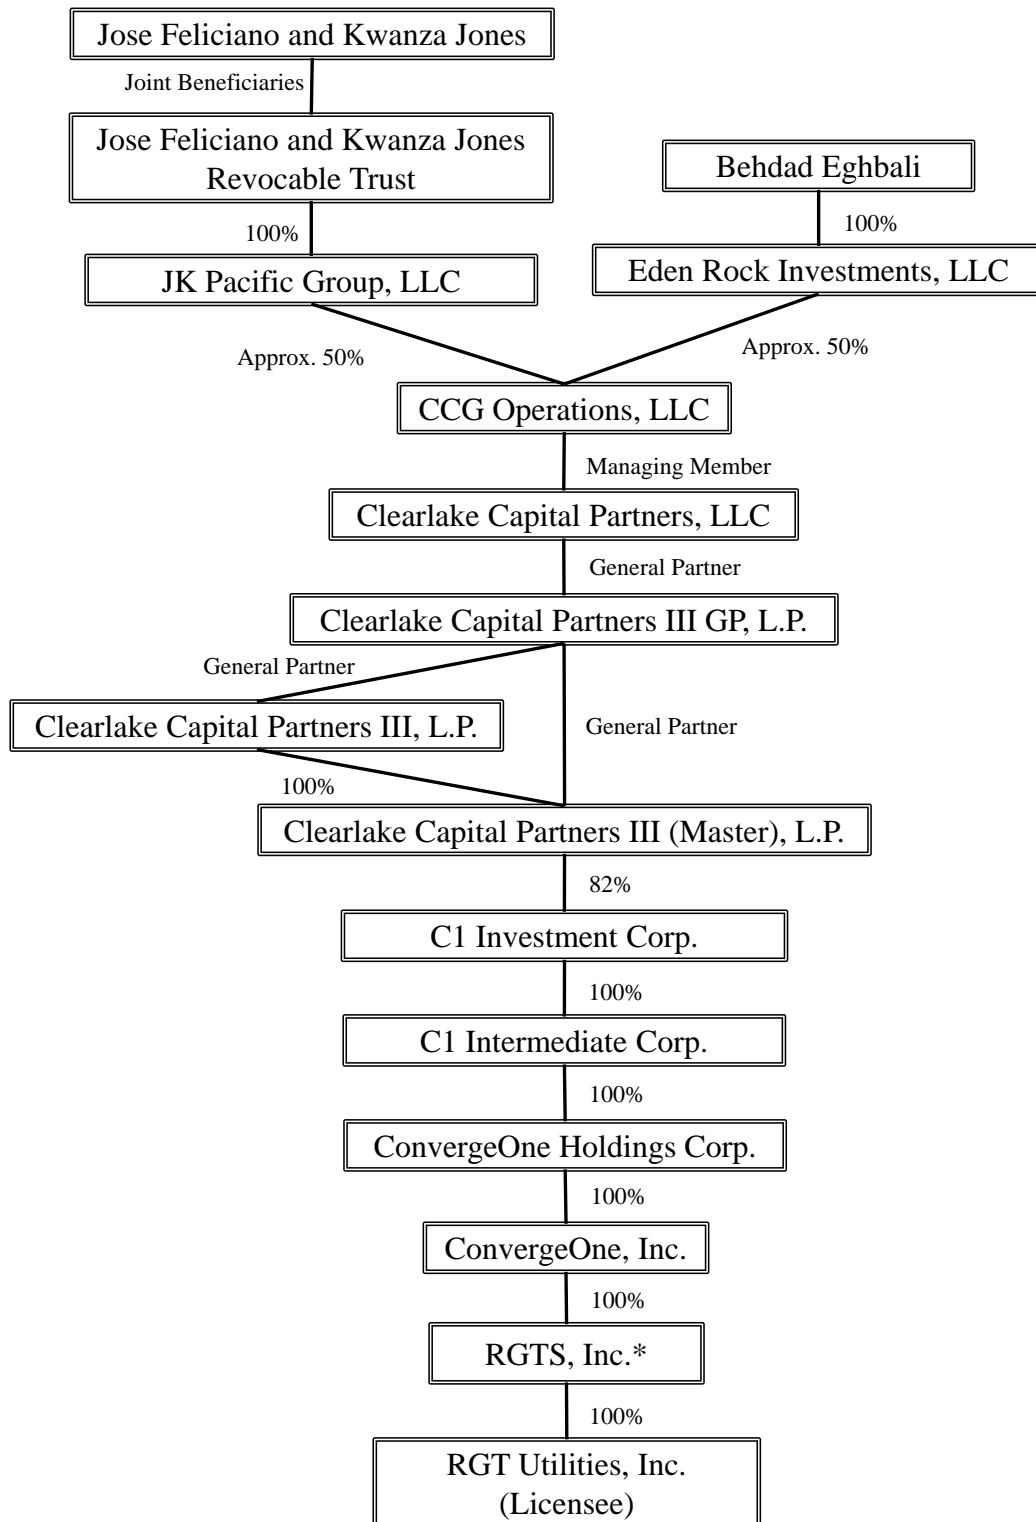 Jose Feliciano and Kwanza Jones
Joint Beneficiaries
Jose Feliciano and Kwanza Jones
Revocable Trust
Behdad Eghbali
100%
100%
JK Pacific Group, LLC
Eden Rock Investments, LLC
Approx. 50%
Approx. 50%
CCG Operations, LLC
Managing Member
Clearlake Capital Partners, LLC
General Partner
Clearlake Capital Partners III GP, L.P.
General Partner
Clearlake Capital Partners III, L.P.
General Partner
100%
Clearlake Capital Partners III (Master), L.P.
82%
C1 Investment Corp.
100%
C1 Intermediate Corp.
100%
ConvergeOne Holdings Corp.
100%
ConvergeOne, Inc.
100%
RGTS, Inc.*
100%
RGT Utilities, Inc.
(Licensee)